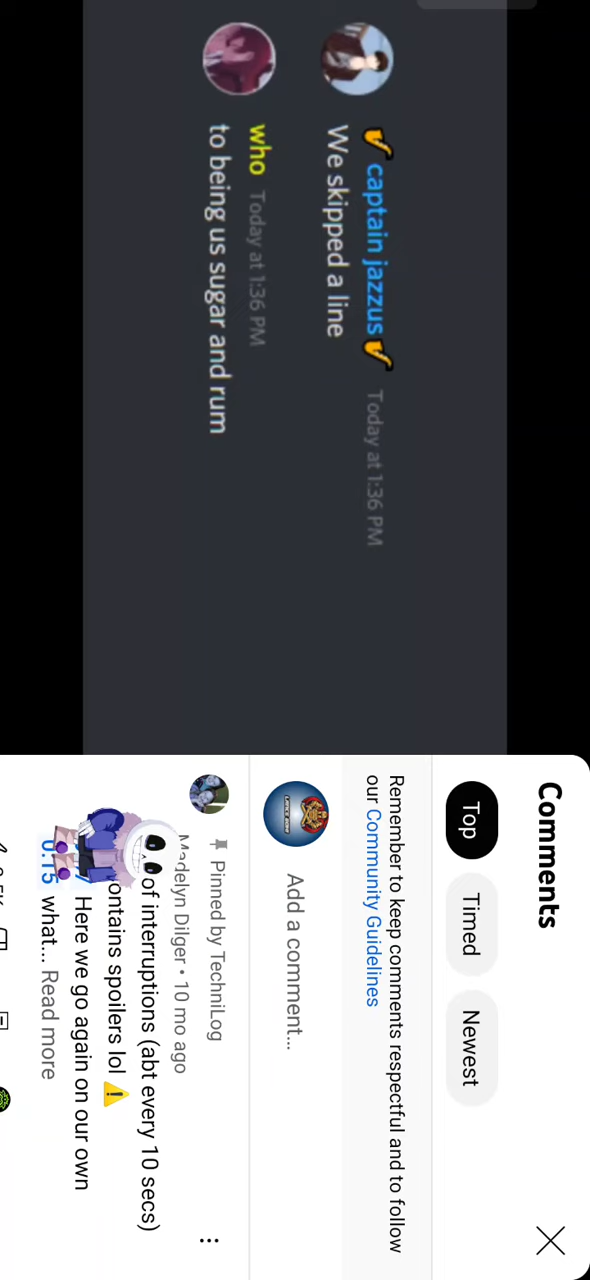 captain jazzus Today at 1:36 PM
We skipped a line
who Today at 1:36 PM
to being us sugar and rum
Comments
Top Timed Newest
Remember to keep comments respectful and to follow
our Community Guidelines
Add a comment...
Pinned by TechniLog
Madelyn Dilger • 10 mo ago
of interruptions (abt every 10 secs)
ontains spoilers lol ⚠️
Here we go again on our own
0:15 what... Read more